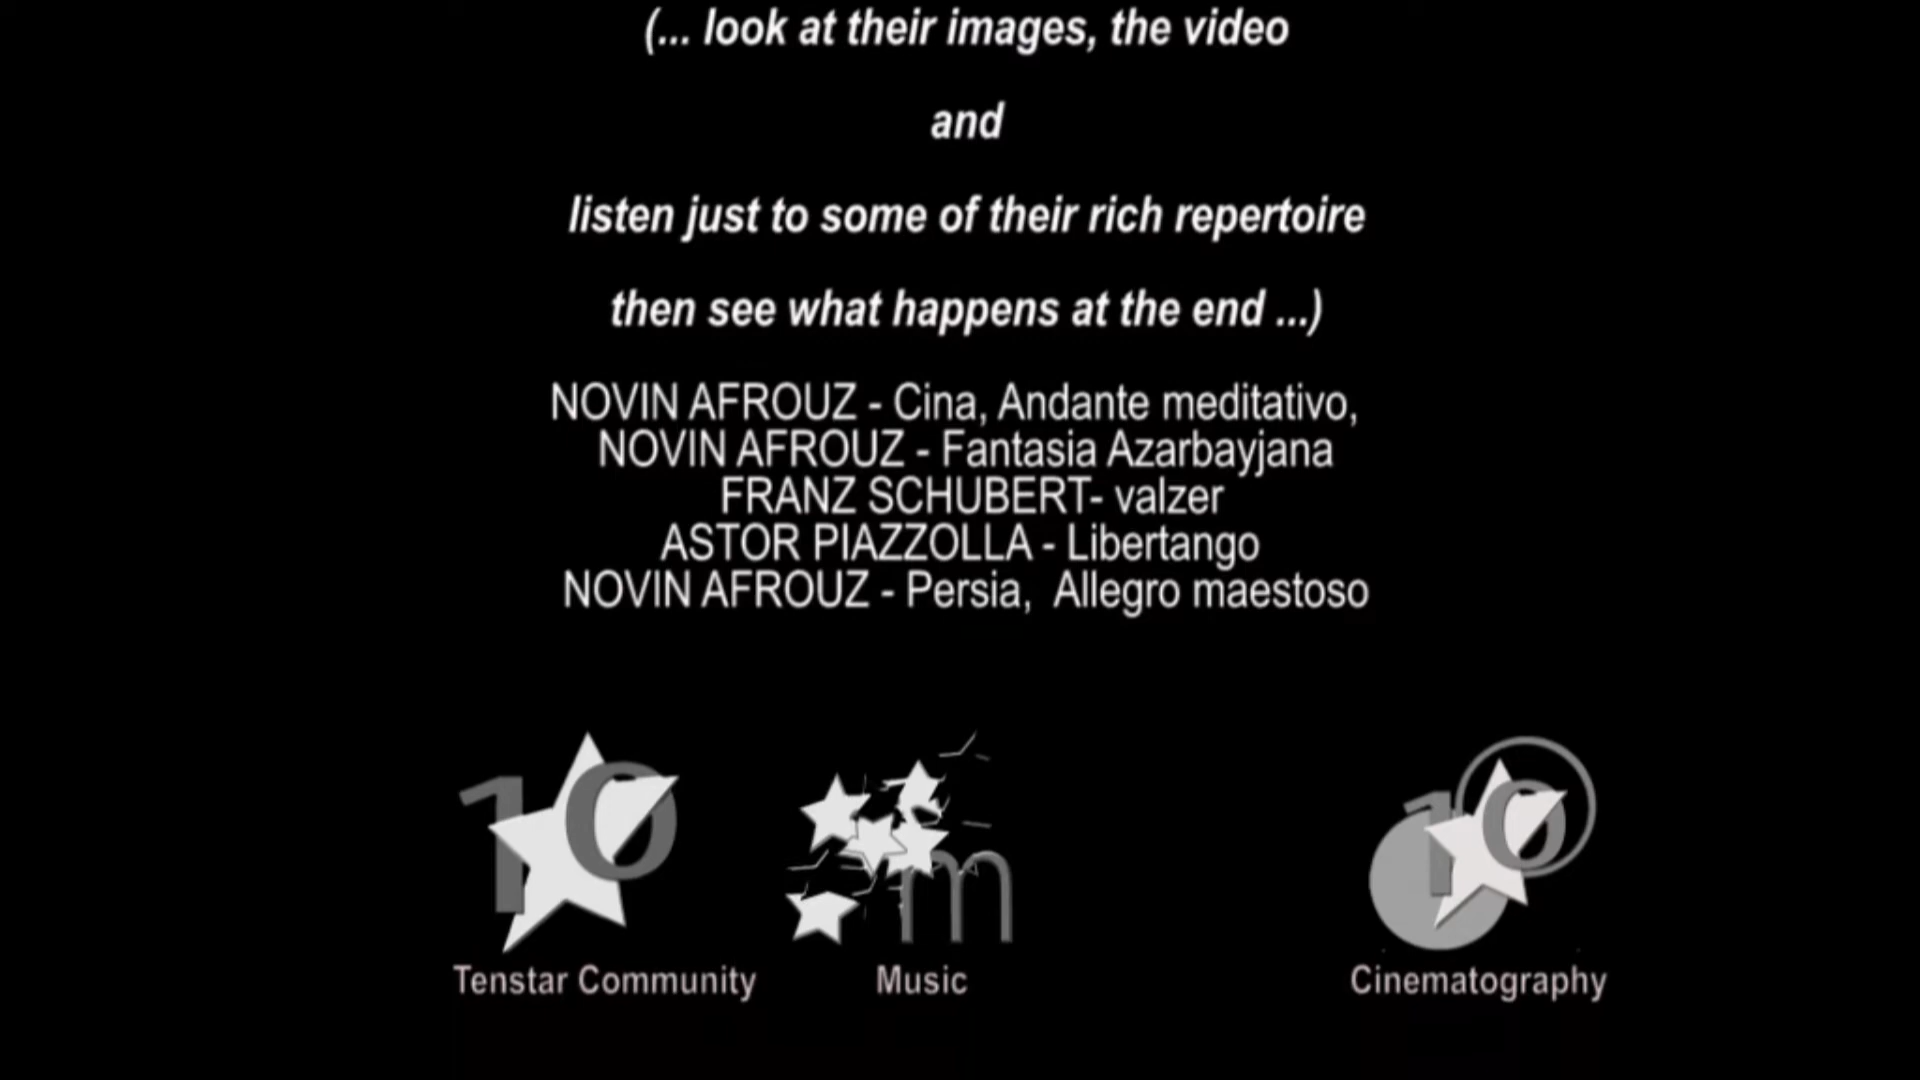 (... look at their images, the video
and
listen just to some of their rich repertoire
then see what happens at the end ...)
NOVIN AFROUZ - Cina, Andante meditativo,
NOVIN AFROUZ - Fantasia Azarbayjana
FRANZ SCHUBERT- valzer
ASTOR PIAZZOLLA - Libertango
NOVIN AFROUZ - Persia,  Allegro maestoso
10
m
10
Tenstar Community
Music
Cinematography